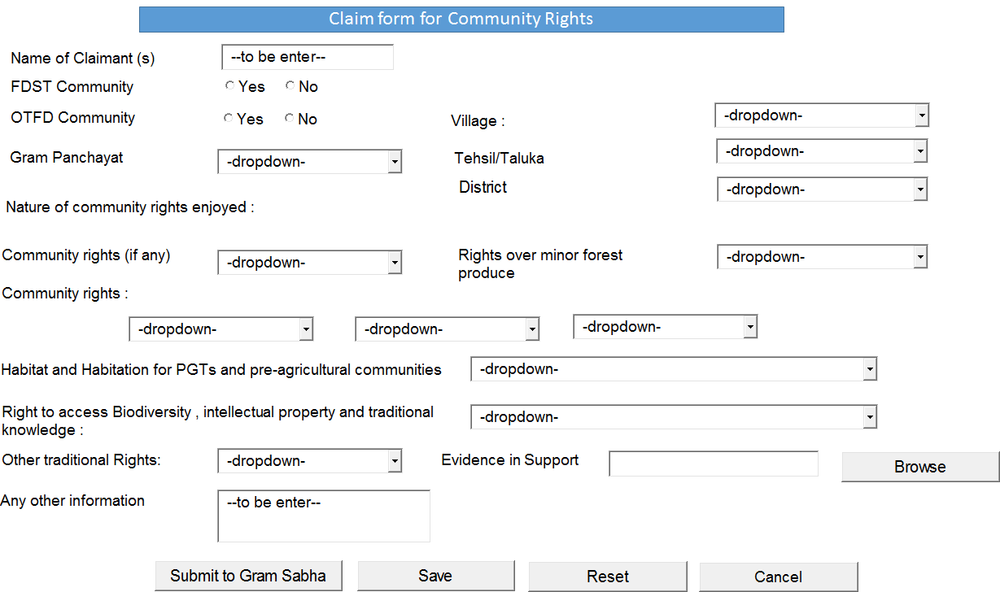 Claim form for Community Rights
Name of Claimant (s) --to be enter--
FDST Community Yes No
OTFD Community Yes No
Village : -dropdown-
Gram Panchayat -dropdown-
Tehsil/Taluka -dropdown-
District -dropdown-
Nature of community rights enjoyed :
Community rights (if any) -dropdown-
Rights over minor forest
produce
-dropdown-
Community rights :
-dropdown- -dropdown- -dropdown-
Habitat and Habitation for PGTs and pre-agricultural communities -dropdown-
Right to access Biodiversity , intellectual property and traditional
knowledge :
-dropdown-
Other traditional Rights: -dropdown- Evidence in Support Browse
Any other information --to be enter--
Submit to Gram Sabha Save Reset Cancel